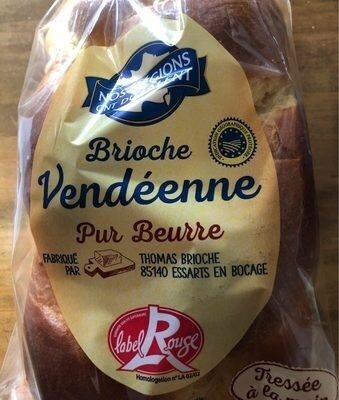 NOS RÉGIONS
ONT DU TALENT
Brioche
Vendéenne
Pur Beurre
FABRIQUÉ
PAR
THOMAS BRIOCHE
85140 ESSARTS EN BOCAGE
label
Rouge
Homologation n° LA 02/02
Tressée
à la main